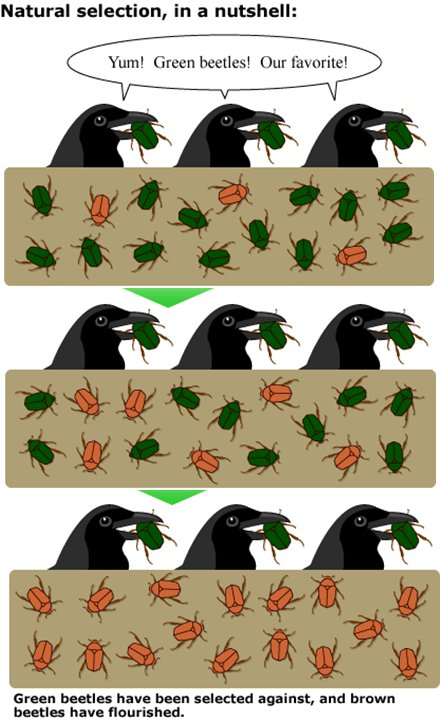 Natural selection, in a nutshell:
Yum! Green beetles! Our favorite!
Green beetles have been selected against, and brown
beetles have flourished.